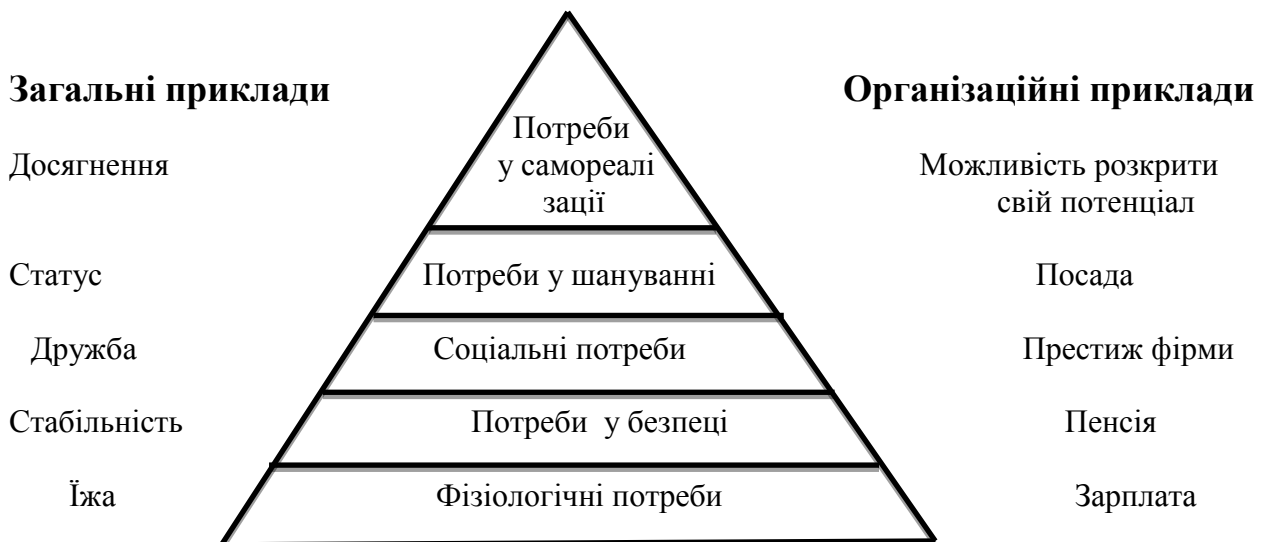 Загальні приклади
Організаційні приклади
Потреби
Досягнення
у самореалі
Можливість розкрити
зації
свій потенціал
Статус
Потреби у шануванні
Посада
Дружба
Соціальні потреби
Престиж фірми
Стабільність
Потреби у безпеці
Пенсія
Їжа
Фізіологічні потреби
Зарплата